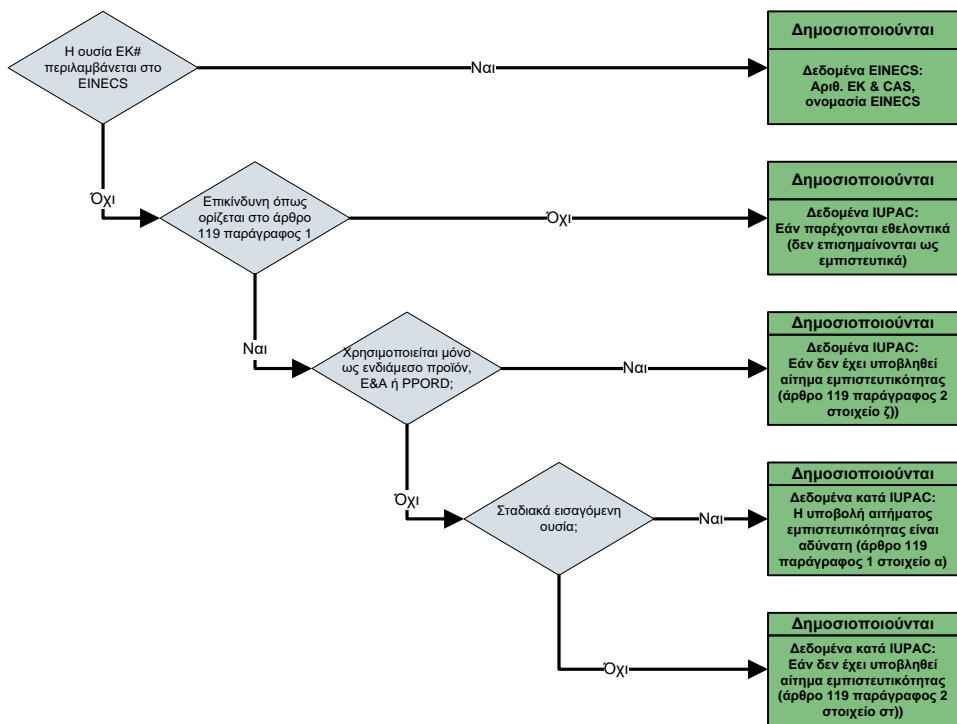 Η ουσία ΕΚ#
περιλαμβάνεται στο
EINECS
Ναι
Δημοσιοποιούνται
Δεδομένα EINECS:
Αριθ. ΕΚ & CAS,
ονομασία EINECS
Όχι
Επικίνδυνη όπως
ορίζεται στο άρθρο
119 παράγραφος 1
Όχι
Δημοσιοποιούνται
Δεδομένα IUPAC:
Εάν παρέχονται εθελοντικά
(δεν επισημαίνονται ως
εμπιστευτικά)
Ναι
Χρησιμοποιείται μόνο
ως ενδιάμεσο προϊόν,
Ε&Α ή PPORD;
Ναι
Δημοσιοποιούνται
Δεδομένα IUPAC:
Εάν δεν έχει υποβληθεί
αίτημα εμπιστευτικότητας
(άρθρο 119 παράγραφος 2
στοιχείο ζ))
Όχι
Σταδιακά εισαγόμενη
ουσία;
Ναι
Δημοσιοποιούνται
Δεδομένα κατά IUPAC:
Η υποβολή αιτήματος
εμπιστευτικότητας είναι
αδύνατη (άρθρο 119
παράγραφος 1 στοιχείο α)
Όχι
Δημοσιοποιούνται
Δεδομένα κατά IUPAC:
Εάν δεν έχει υποβληθεί
αίτημα εμπιστευτικότητας
(άρθρο 119 παράγραφος 2
στοιχείο στ))